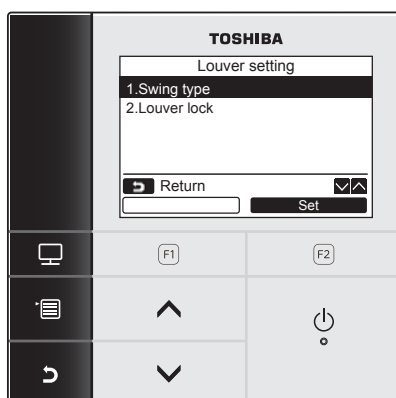 TOSHIBA
Louver setting
1.Swing type
2.Louver lock
Return
Set
F1
F2